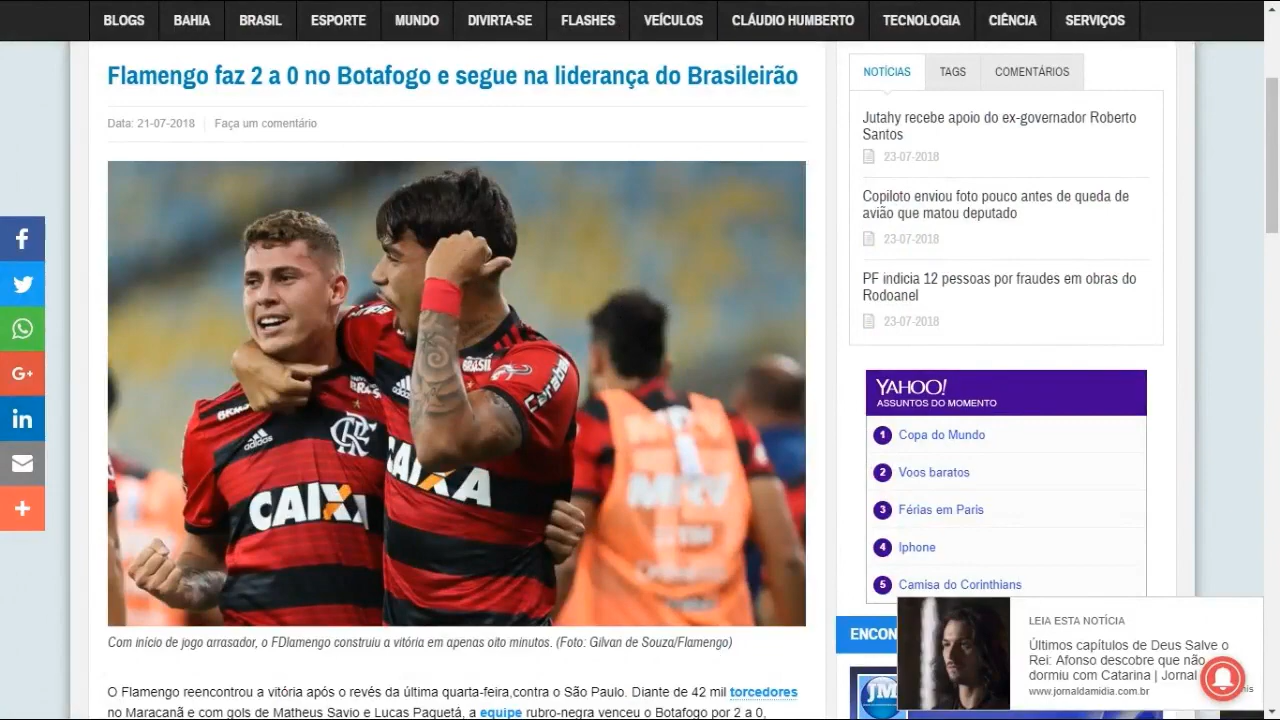 BLOGS BAHIA BRASIL ESPORTE MUNDO DIVIRTA-SE FLASHES VEÍCULOS CLÁUDIO HUMBERTO TECNOLOGIA CIÊNCIA SERVIÇOS
Flamengo faz 2 a 0 no Botafogo e segue na liderança do Brasileirão
Data: 21-07-2018 Faça um comentário
BRASIL
Carabao
adidas
CRF
CAIXA
CAIXA
Com início de jogo arrasador, o FDlamengo construiu a vitória em apenas oito minutos. (Foto: Gilvan de Souza/Flamengo)
O Flamengo reencontrou a vitória após o revés da última quarta-feira,contra o São Paulo. Diante de 42 mil torcedores
no Maracanã e com gols de Matheus Savio e Lucas Paquetá, a equipe rubro-negra venceu o Botafogo por 2 a 0,
NOTÍCIAS TAGS COMENTÁRIOS
Jutahy recebe apoio do ex-governador Roberto
Santos
23-07-2018
Copiloto enviou foto pouco antes de queda de
avião que matou deputado
23-07-2018
PF indicia 12 pessoas por fraudes em obras do
Rodoanel
23-07-2018
YAHOO!
ASSUNTOS DO MOMENTO
1 Copa do Mundo
2 Voos baratos
3 Férias em Paris
4 Iphone
5 Camisa do Corinthians
ENCON
JM
LEIA ESTA NOTÍCIA
Últimos capítulos de Deus Salve o
Rei: Afonso descobre que não
dormiu com Catarina | Jornal
www.jornaldamidia.com.br